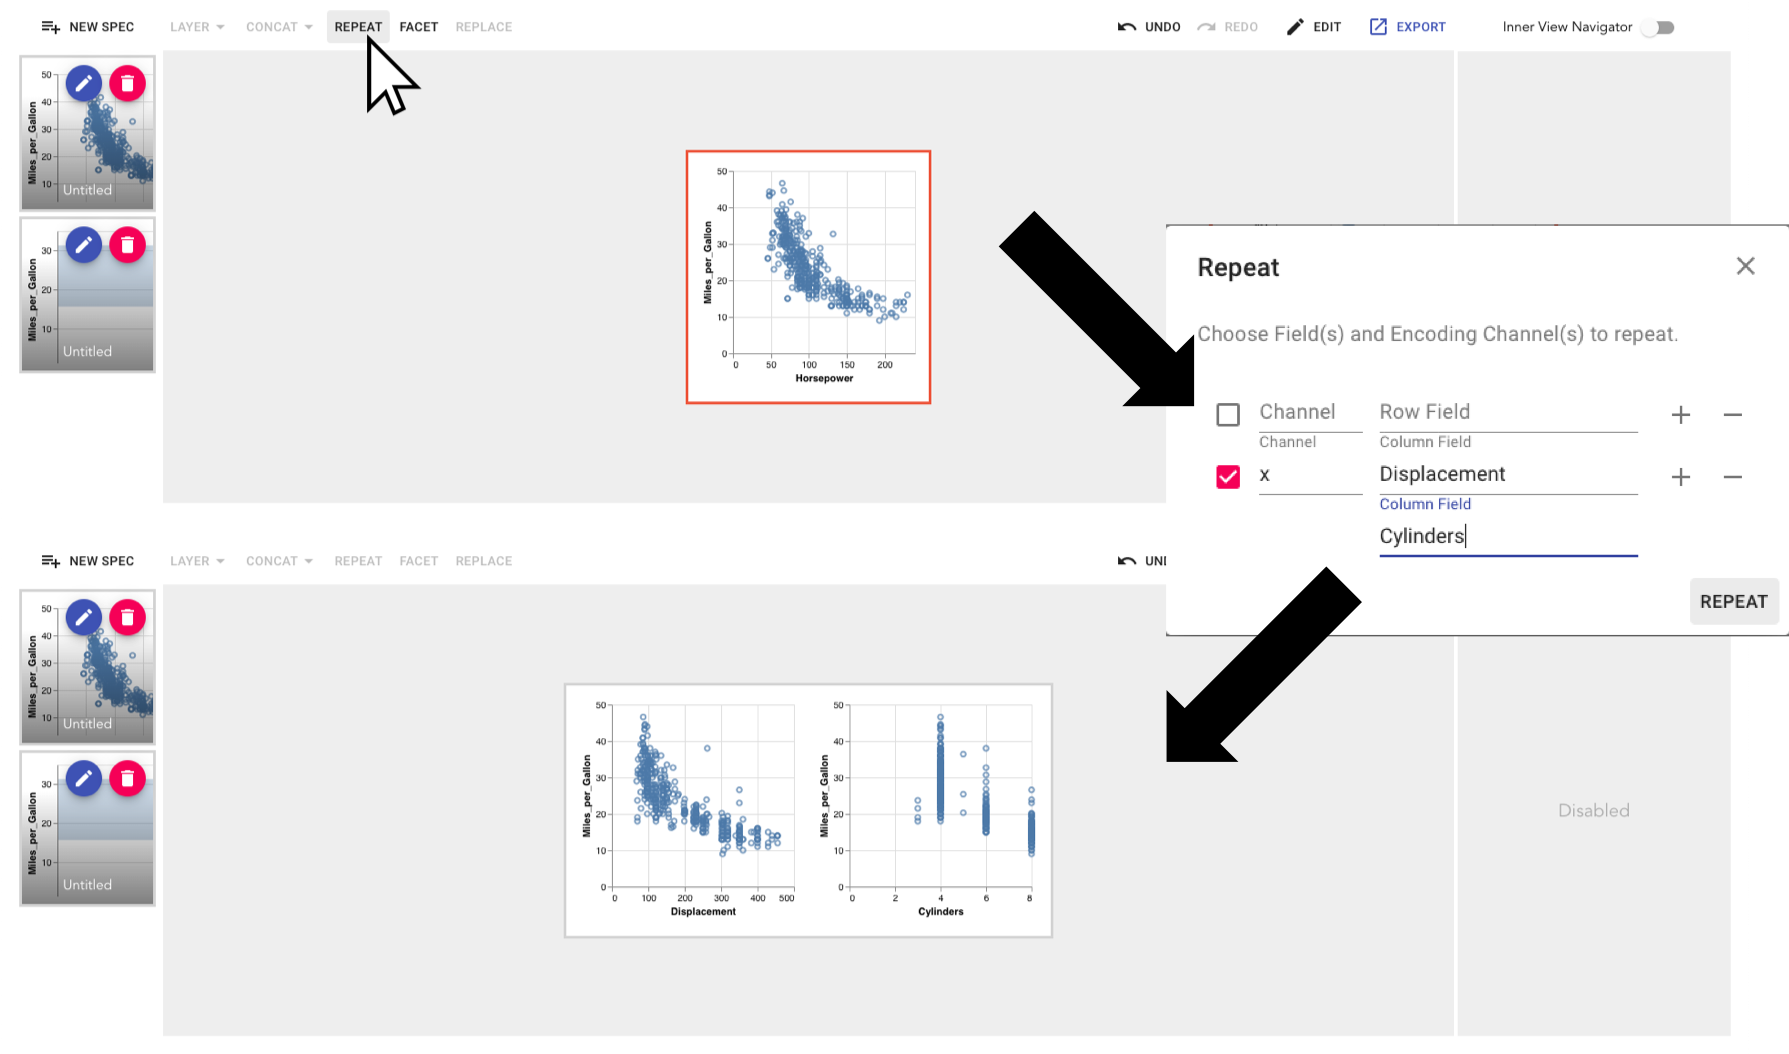 NEW SPEC LAYER CONCAT REPEAT FACET REPLACE UNDO REDO EDIT EXPORT Inner View Navigator
50
40
30
20
10
Miles_per_Gallon
Untitled
30
20
10
Miles_per_Gallon
Untitled
50
40
30
20
10
0
Miles_per_Gallon
0 50 100 150 200
Horsepower
Repeat
Choose Field(s) and Encoding Channel(s) to repeat.
Channel Row Field
Channel Column Field
x Displacement
Column Field
Cylinders
REPEAT
NEW SPEC LAYER CONCAT REPEAT FACET REPLACE
50
40
30
20
10
Miles_per_Gallon
Untitled
30
20
10
Miles_per_Gallon
Untitled
50
40
30
20
10
0
Miles_per_Gallon
0 100 200 300 400 500
Displacement
50
40
30
20
10
0
Miles_per_Gallon
0 2 4 6 8
Cylinders
Disabled